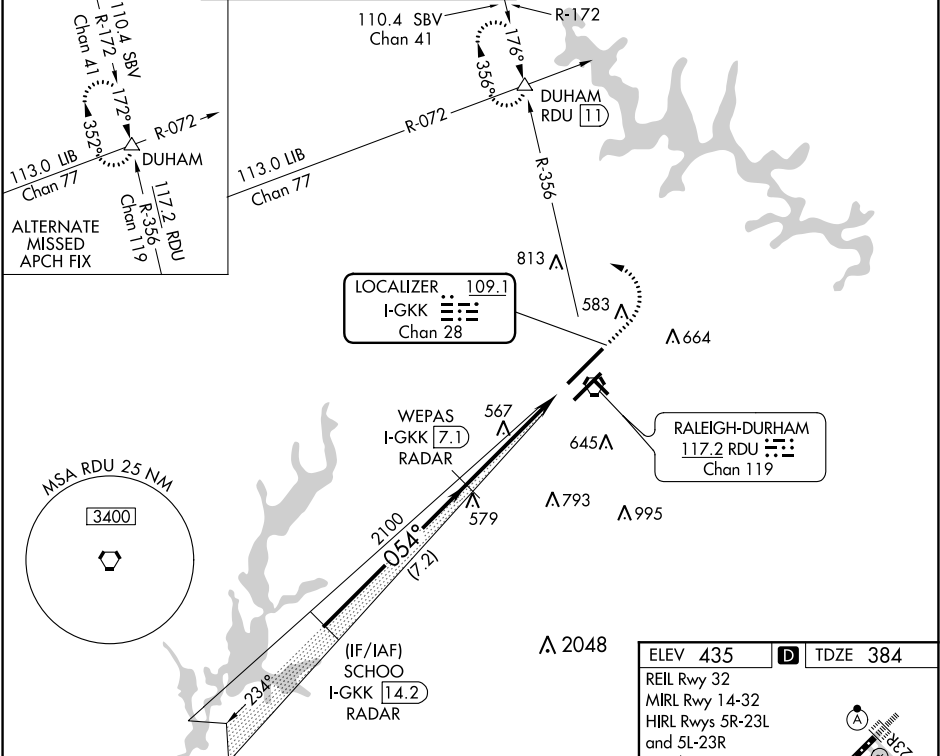 110.4 SBV
R-172
Chan 41
172°
352°
R-072
DUHAM
113.0 LIB
Chan 77
117.2 RDU
R-356
Chan 119
ALTERNATE
MISSED
APCH FIX
110.4 SBV
Chan 41
R-172
176°
356°
DUHAM
RDU 11
R-072
113.0 LIB
Chan 77
R-356
813
LOCALIZER 109.1
I-GKK
Chan 28
583
664
WEPAS
I-GKK 7.1
RADAR
567
645
RALEIGH-DURHAM
117.2 RDU
Chan 119
MSA RDU 25 NM
3400
579
793
995
2100
054°
(7.2)
234°
(IF/IAF)
SCHOO
I-GKK 14.2
RADAR
2048
ELEV 435 D TDZE 384
REIL Rwy 32
MIRL Rwy 14-32
HIRL Rwys 5R-23L
and 5L-23R
A
23R